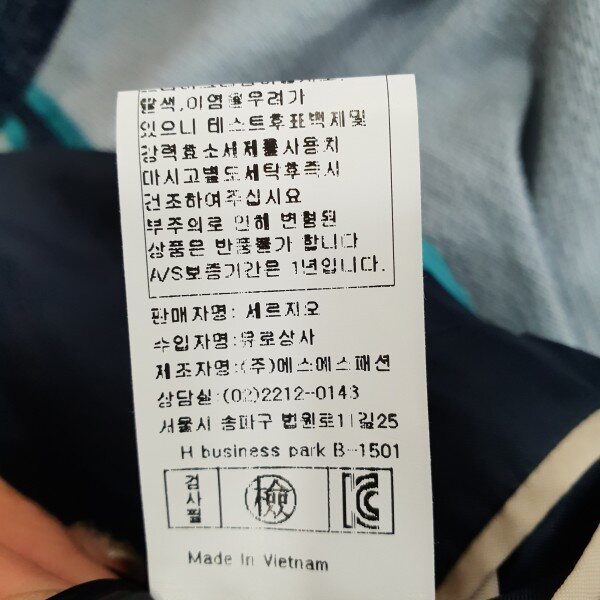 탈색,이염될우려가
있으니 테스트후표백제및
강력효소세제를사용치
마시고별도세탁후즉시
건조하여주십시요
부주의로 인해 변형된
상품은 반품불가 합니다
A/S보증기간은 1년입니다.
판매자명: 세르지오
수입자명:유로상사
제조자명:(주)에스에스패션
상담실:(02)2212-0143
서울시 송파구 법원로11길25
H business park B-1501
검사필 檢 KC
Made in Vietnam